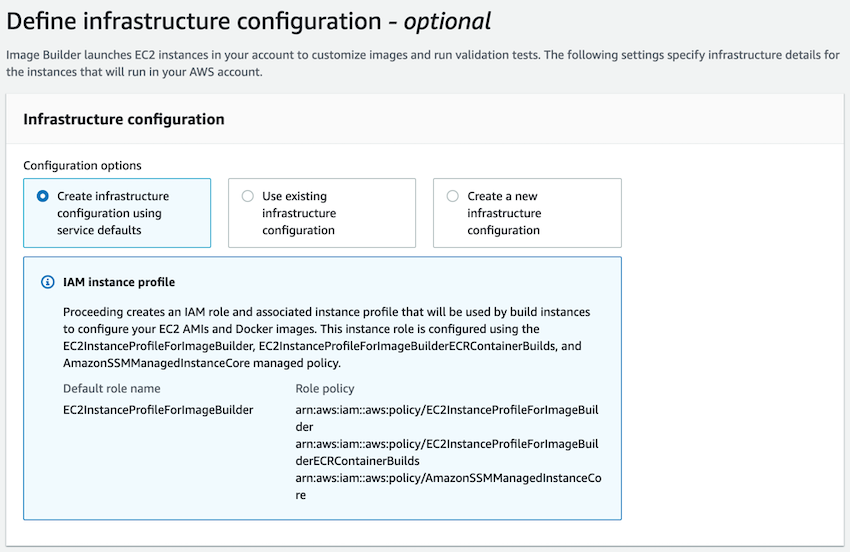 Define infrastructure configuration - optional
Image Builder launches EC2 instances in your account to customize images and run validation tests. The following settings specify infrastructure details for
the instances that will run in your AWS account.
Infrastructure configuration
Configuration options
Create infrastructure
configuration using
service defaults
Use existing
infrastructure
configuration
Create a new
infrastructure
configuration
IAM instance profile
Proceeding creates an IAM role and associated instance profile that will be used by build instances
to configure your EC2 AMIs and Docker images. This instance role is configured using the
EC2InstanceProfileForImageBuilder, EC2InstanceProfileForImageBuilderECRContainerBuilds, and
AmazonSSMManagedInstanceCore managed policy.
Default role name
EC2InstanceProfileForImageBuilder
Role policy
arn:aws:iam::aws:policy/EC2InstanceProfileForImageBuil
der
arn:aws:iam::aws:policy/EC2InstanceProfileForImageBuil
derECRContainerBuilds
arn:aws:iam::aws:policy/AmazonSSMManagedInstanceCo
re